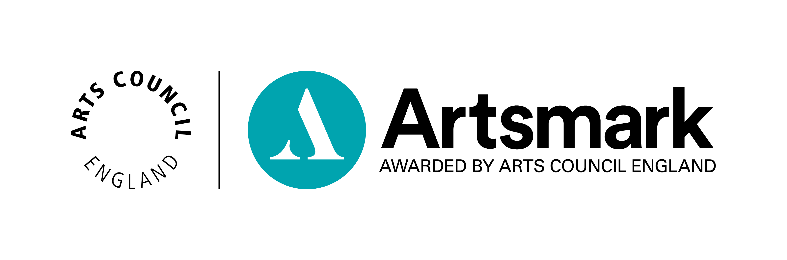 ARTS COUNCIL
ENGLAND
A
Artsmark
AWARDED BY ARTS COUNCIL ENGLAND